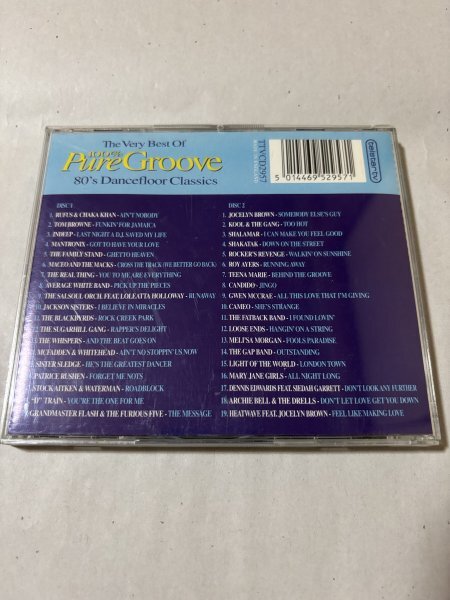 The Very Best Of
100%
Pure Groove
80's Dancefloor Classics
TTVCD2957
5 014469 529571
telstar tv
DISC 1
1. RUFUS & CHAKA KHAN - AIN'T NOBODY
2. TOM BROWNE - FUNKIN' FOR JAMAICA
3. INDEEP - LAST NIGHT A D.J. SAVED MY LIFE
4. MANTRONIX - GOT TO HAVE YOUR LOVE
5. THE FAMILY STAND - GHETTO HEAVEN
6. MACEO AND THE MACKS - CROSS THE TRACK (WE BETTER GO BACK)
7. THE REAL THING - YOU TO ME ARE EVERYTHING
8. AVERAGE WHITE BAND - PICK UP THE PIECES
9. THE SALSOUL ORCH. FEAT. LOLEATTA HOLLOWAY - RUNAWAY
10. JACKSON SISTERS - I BELIEVE IN MIRACLES
11. THE BLACKBYRDS - ROCK CREEK PARK
12. THE SUGARHILL GANG - RAPPER'S DELIGHT
13. THE WHISPERS - AND THE BEAT GOES ON
MCFADDEN & WHITEHEAD - AIN'T NO STOPPIN' US NOW
SISTER SLEDGE - HE'S THE GREATEST DANCER
PATRICE RUSHEN - FORGET ME NOTS
STOCK AITKEN & WATERMAN - ROADBLOCK
"D" TRAIN - YOU'RE THE ONE FOR ME
GRANDMASTER FLASH & THE FURIOUS FIVE - THE MESSAGE
DISC 2
1. JOCELYN BROWN - SOMEBODY ELSE'S GUY
2. KOOL & THE GANG - TOO HOT
3. SHALAMAR - I CAN MAKE YOU FEEL GOOD
4. SHAKATAK - DOWN ON THE STREET
5. ROCKER'S REVENGE - WALKIN' ON SUNSHINE
6. ROY AYERS - RUNNING AWAY
7. TEENA MARIE - BEHIND THE GROOVE
8. CANDIDO - JINGO
9. GWEN MCCRAE - ALL THIS LOVE THAT I'M GIVING
10. CAMEO - SHE'S STRANGE
11. THE FATBACK BAND - I FOUND LOVIN'
12. LOOSE ENDS - HANGIN' ON A STRING
13. MELI'SA MORGAN - FOOLS PARADISE
14. THE GAP BAND - OUTSTANDING
15. LIGHT OF THE WORLD - LONDON TOWN
16. MARY JANE GIRLS - ALL NIGHT LONG
17. DENNIS EDWARDS FEAT. SIEDAH GARRETT - DON'T LOOK ANY FURTHER
18. ARCHIE BELL & THE DRELLS - DON'T LET LOVE GET YOU DOWN
19. HEATWAVE FEAT. JOCELYN BROWN - FEEL LIKE MAKING LOVE